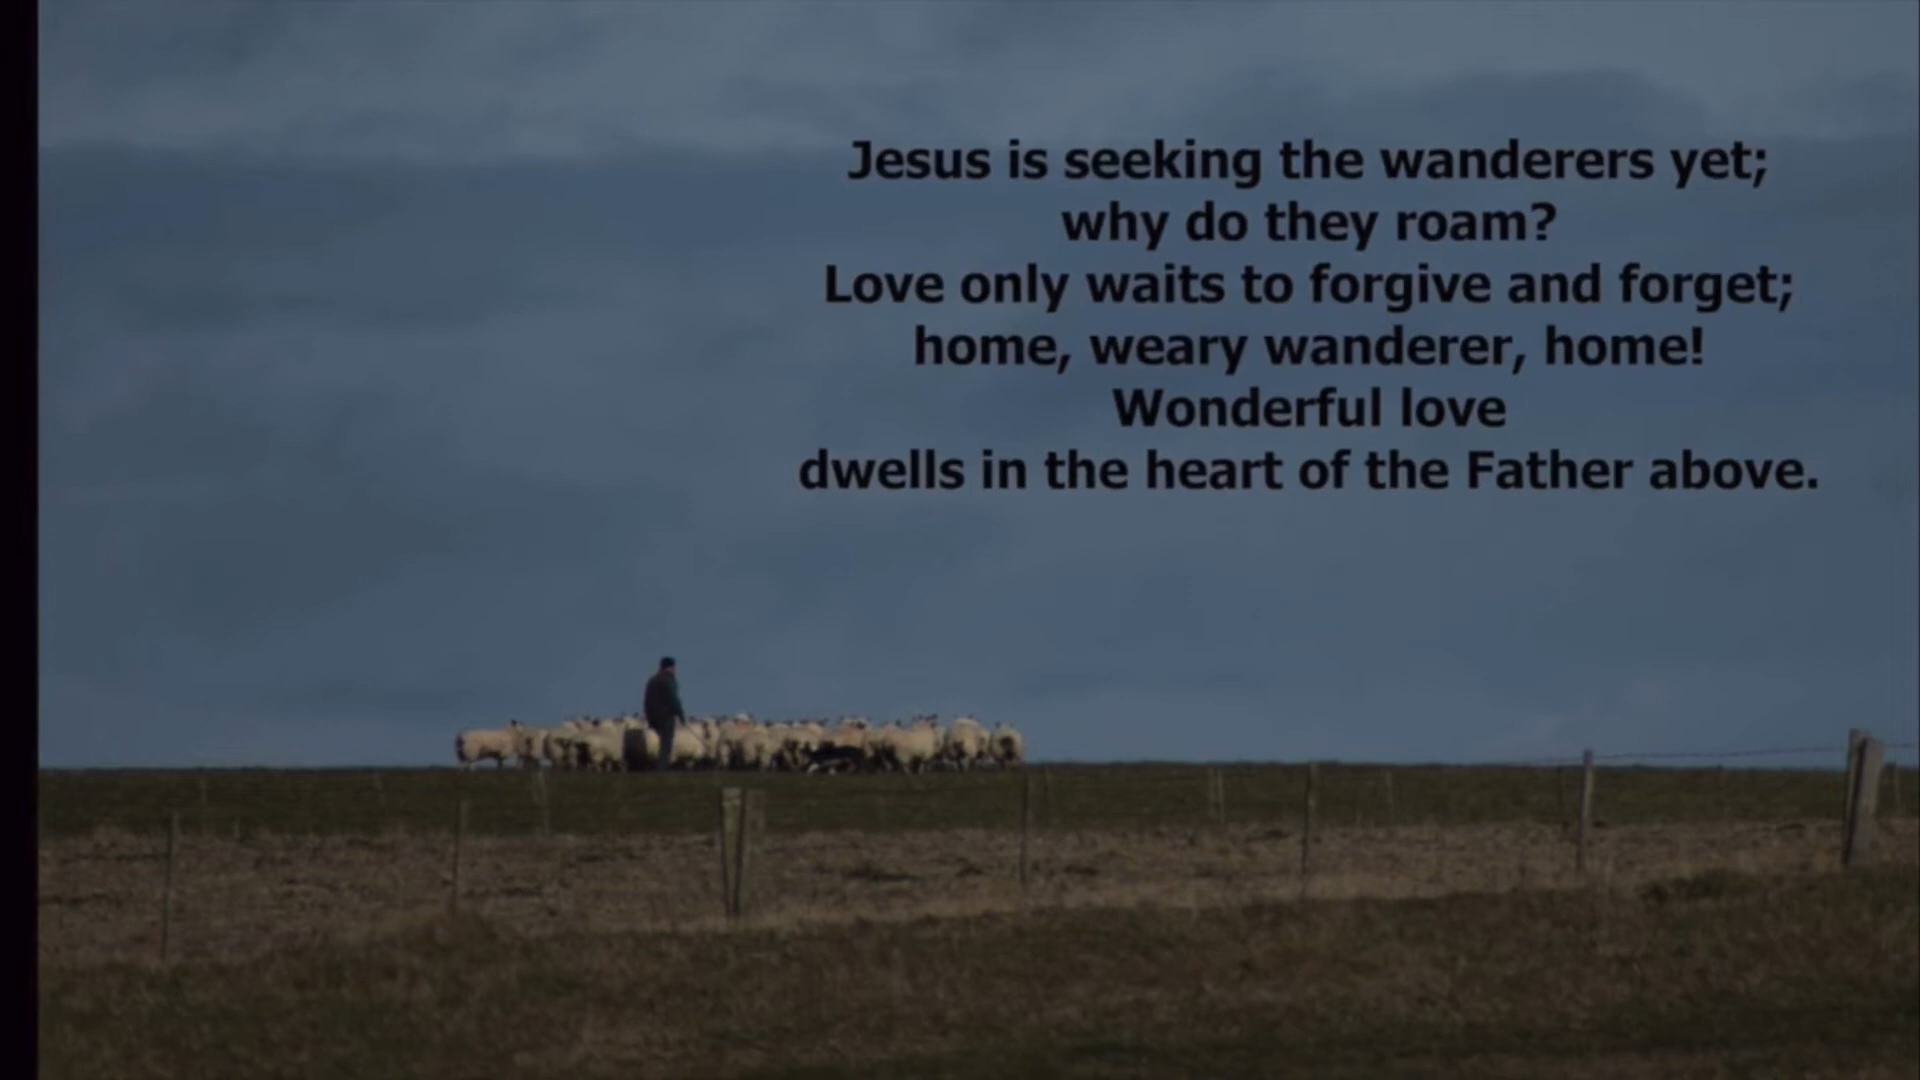 Jesus is seeking the wanderers yet;
why do they roam?
Love only waits to forgive and forget;
home, weary wanderer, home!
Wonderful love
dwells in the heart of the Father above.